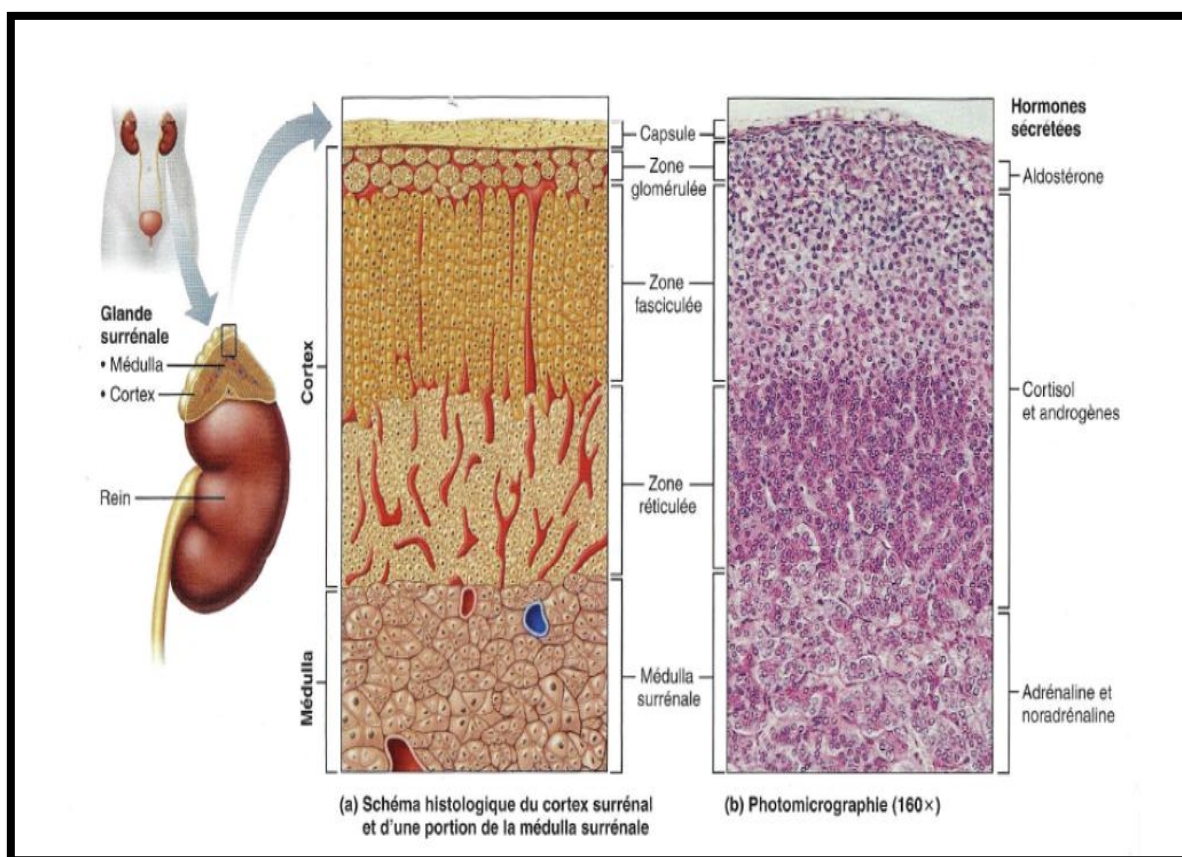 Glande
surrénale
• Médulla
• Cortex
Rein
Cortex
Médulla
Capsule
Zone
glomérulée
Zone
fasciculée
Zone
réticulée
Médulla
surrénale
Hormones
sécrétées
Aldostérone
Cortisol
et androgènes
Adrénaline et
noradrénaline
(a) Schéma histologique du cortex surrénal
et d'une portion de la médulla surrénale
(b) Photomicrographie (160×)